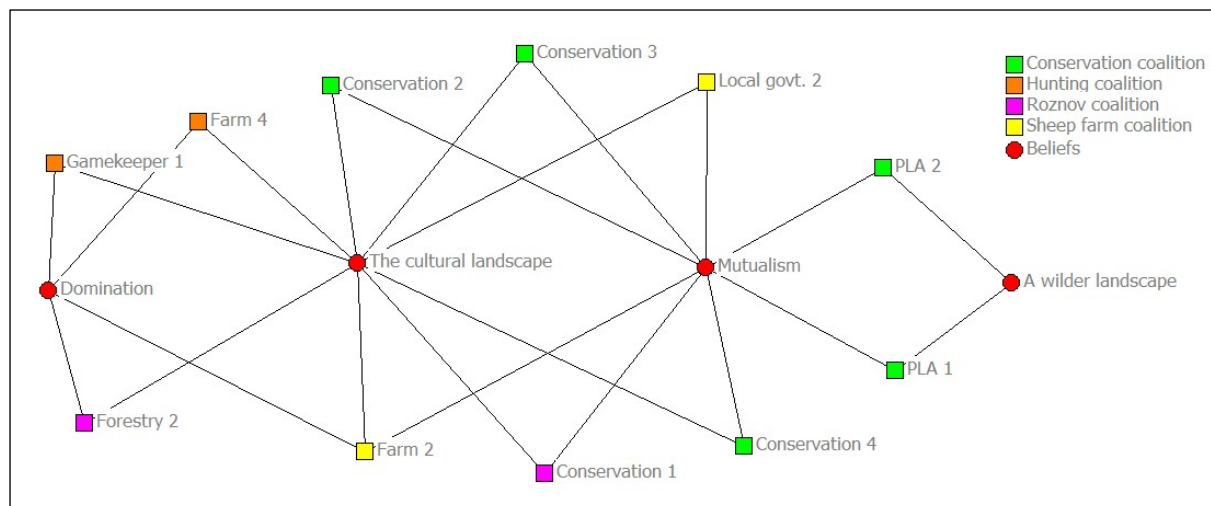 Conservation 3
Conservation 2
Local govt. 2
Farm 4
Gamekeeper 1
PLA 2
The cultural landscape
Mutualism
A wilder landscape
Domination
PLA 1
Forestry 2
Farm 2
Conservation 1
Conservation 4
Conservation coalition
Hunting coalition
Roznov coalition
Sheep farm coalition
Beliefs